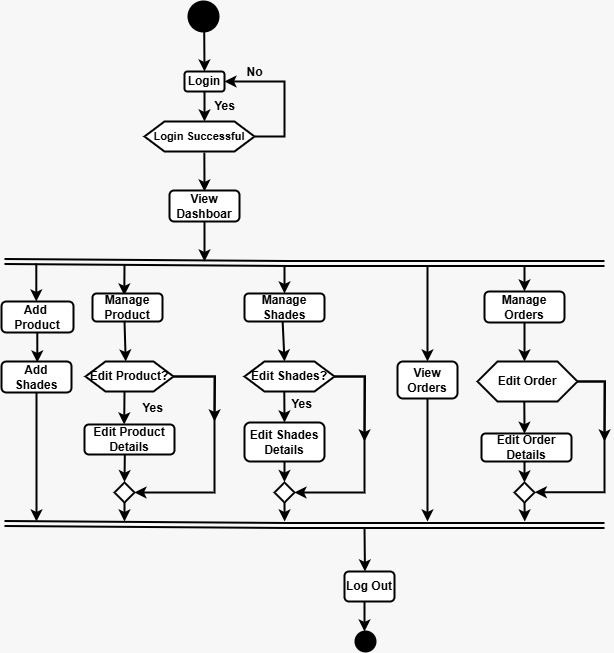 No
Login
Yes
Login Successful
View
Dashboar
Add
Product
Manage
Product
Manage
Shades
Manage
Orders
Add
Shades
Edit Product?
Edit Shades?
View
Orders
Edit Order
Yes
Yes
Edit Product
Details
Edit Shades
Details
Edit Order
Details
Log Out